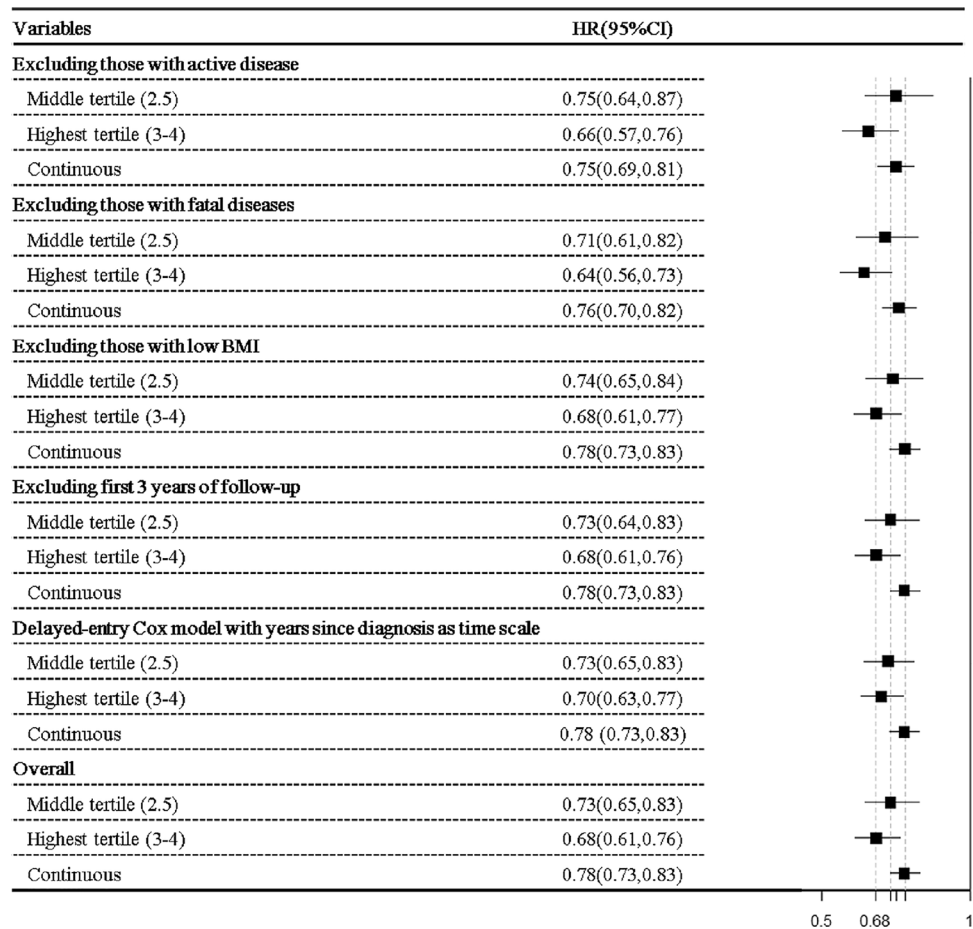 Variables HR(95%CI)
Excluding those with active disease
Middle tertile (2.5) 0.75(0.64,0.87)
Highest tertile (3-4) 0.66(0.57,0.76)
Continuous 0.75(0.69,0.81)
Excluding those with fatal diseases
Middle tertile (2.5) 0.71(0.61,0.82)
Highest tertile (3-4) 0.64(0.56,0.73)
Continuous 0.76(0.70,0.82)
Excluding those with low BMI
Middle tertile (2.5) 0.74(0.65,0.84)
Highest tertile (3-4) 0.68(0.61,0.77)
Continuous 0.78(0.73,0.83)
Excluding first 3 years of follow-up
Middle tertile (2.5) 0.73(0.64,0.83)
Highest tertile (3-4) 0.68(0.61,0.76)
Continuous 0.78(0.73,0.83)
Delayed-entry Cox model with years since diagnosis as time scale
Middle tertile (2.5) 0.73(0.65,0.83)
Highest tertile (3-4) 0.70(0.63,0.77)
Continuous 0.78 (0.73,0.83)
Overall
Middle tertile (2.5) 0.73(0.65,0.83)
Highest tertile (3-4) 0.68(0.61,0.76)
Continuous 0.78(0.73,0.83)
0.5 0.68 1